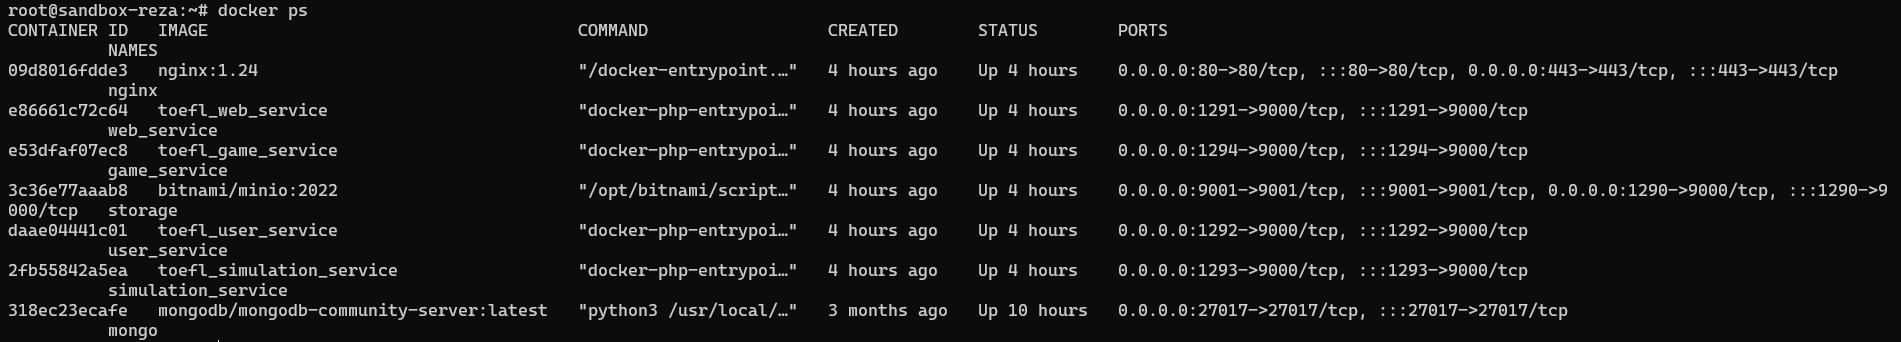 root@sandbox-reza:~# docker ps
CONTAINER ID   IMAGE                                     COMMAND                  CREATED        STATUS        PORTS
          NAMES
09d8016fdde3   nginx:1.24                                "/docker-entrypoint.…"   4 hours ago    Up 4 hours    0.0.0.0:80->80/tcp, :::80->80/tcp, 0.0.0.0:443->443/tcp, :::443->443/tcp
          nginx
e86661c72c64   toefl_web_service                         "docker-php-entrypoi…"   4 hours ago    Up 4 hours    0.0.0.0:1291->9000/tcp, :::1291->9000/tcp
          web_service
e53dfaf07ec8   toefl_game_service                        "docker-php-entrypoi…"   4 hours ago    Up 4 hours    0.0.0.0:1294->9000/tcp, :::1294->9000/tcp
          game_service
3c36e77aaab8   bitnami/minio:2022                        "/opt/bitnami/script…"   4 hours ago    Up 4 hours    0.0.0.0:9001->9001/tcp, :::9001->9001/tcp, 0.0.0.0:1290->9000/tcp, :::1290->9
000/tcp   storage
daae04441c01   toefl_user_service                        "docker-php-entrypoi…"   4 hours ago    Up 4 hours    0.0.0.0:1292->9000/tcp, :::1292->9000/tcp
          user_service
2fb55842a5ea   toefl_simulation_service                  "docker-php-entrypoi…"   4 hours ago    Up 4 hours    0.0.0.0:1293->9000/tcp, :::1293->9000/tcp
          simulation_service
318ec23ecafe   mongodb/mongodb-community-server:latest   "python3 /usr/local/…"   3 months ago   Up 10 hours   0.0.0.0:27017->27017/tcp, :::27017->27017/tcp
          mongo